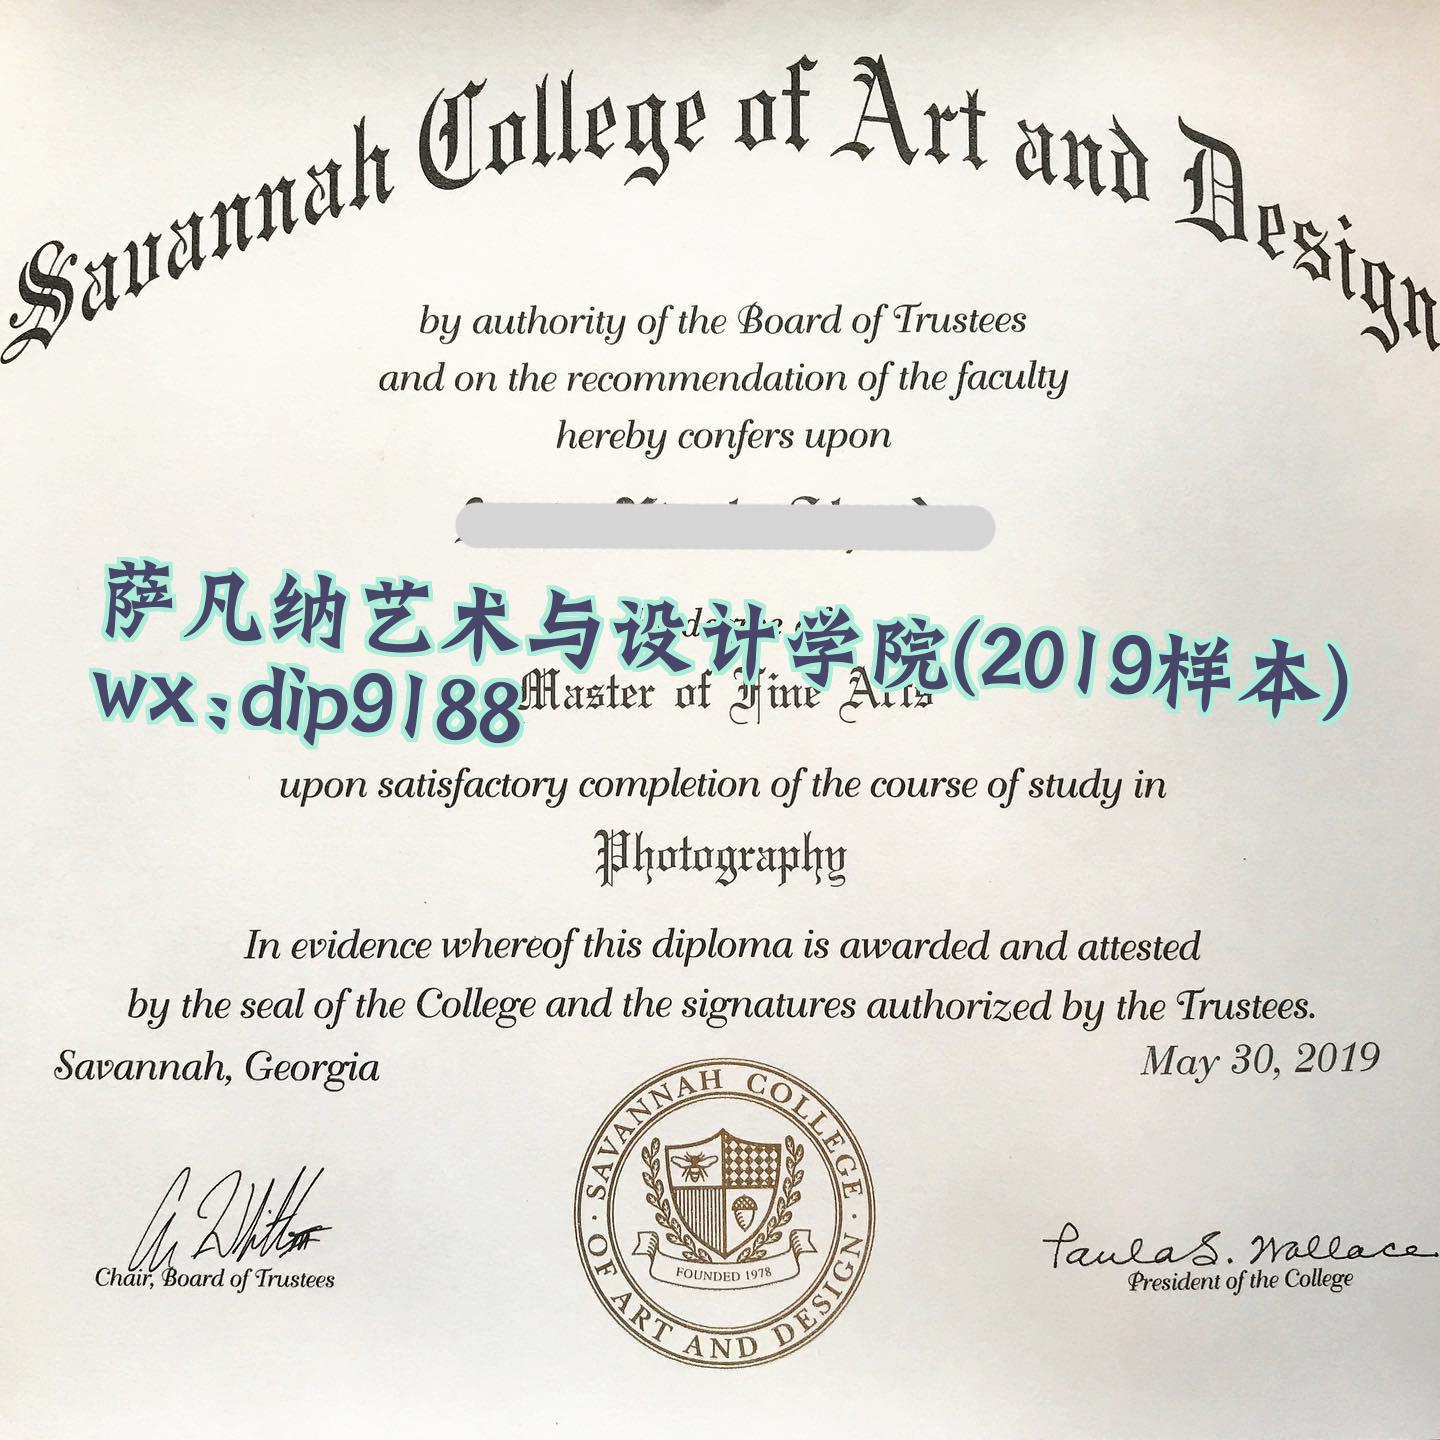 Savannah College of Art and Design
by authority of the Board of Trustees
and on the recommendation of the faculty
hereby confers upon
萨凡纳艺术与设计学院(2019样本)
wx:dip9188
Master of Fine Arts
upon satisfactory completion of the course of study in
Photography
In evidence whereof this diploma is awarded and attested
by the seal of the College and the signatures authorized by the Trustees.
Savannah, Georgia
May 30, 2019
SAVANNAH COLLEGE
· OF ART AND DESIGN ·
FOUNDED 1978
Chair, Board of Trustees
Paula S. Wallace
President of the College